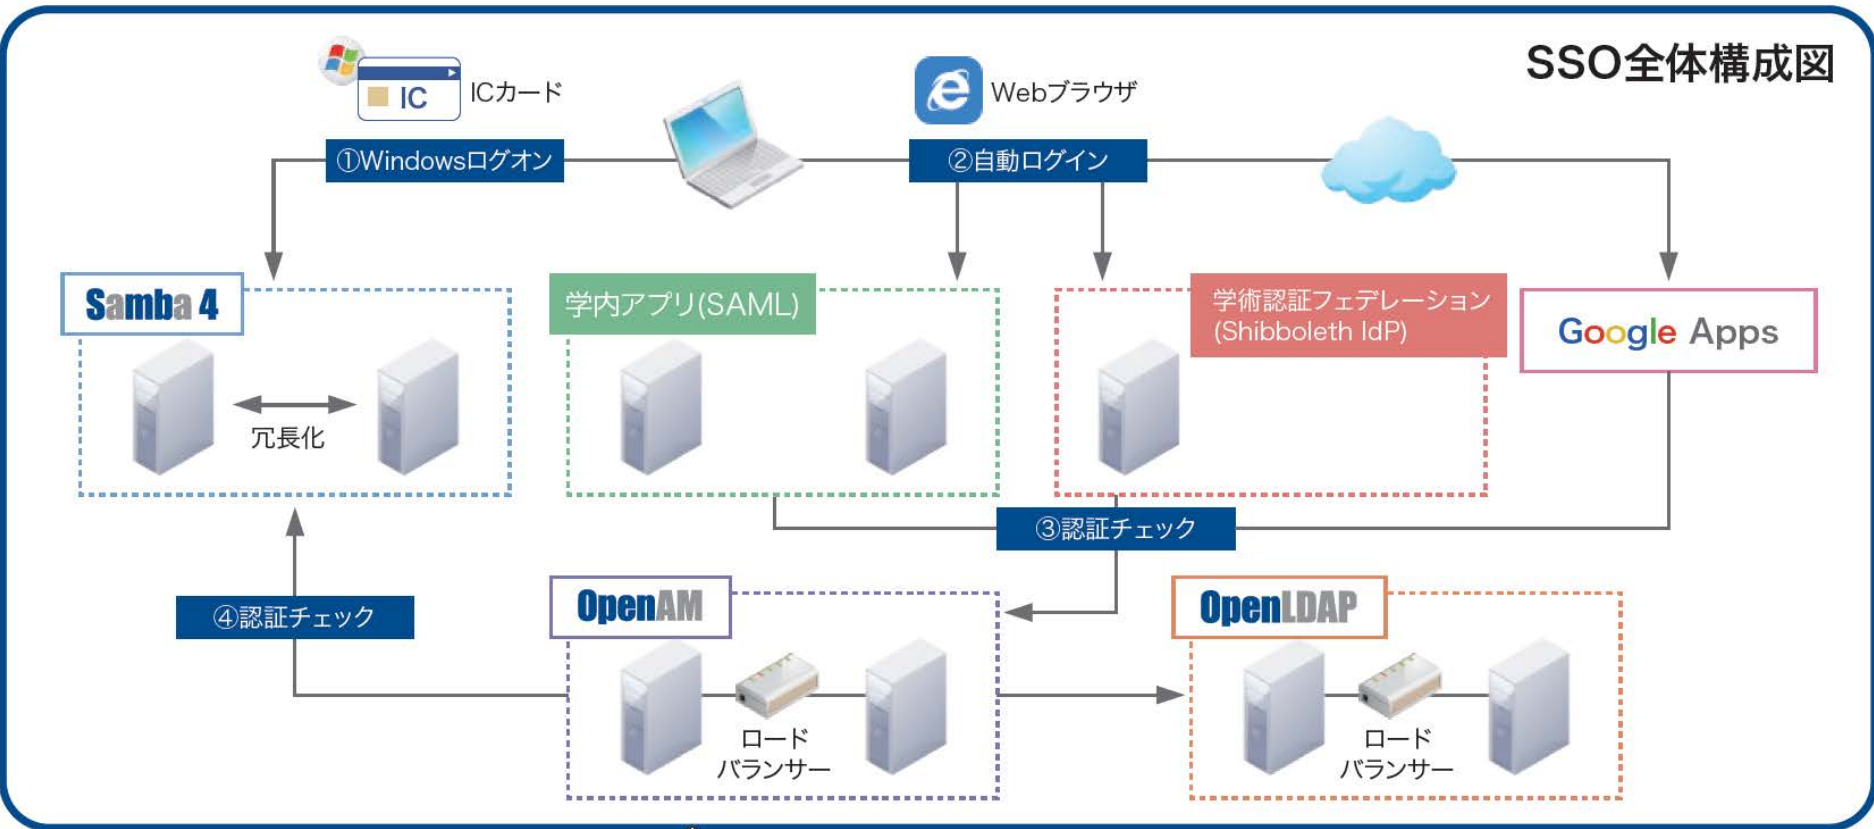 SSO全体構成図
IC
ICカード
Webブラウザ
①Windowsログオン
②自動ログイン
Samba 4
学内アプリ(SAML)
学術認証フェデレーション
(Shibboleth IdP)
Google Apps
冗長化
③認証チェック
④認証チェック
OpenAM
OpenLDAP
ロード
バランサー
ロード
バランサー